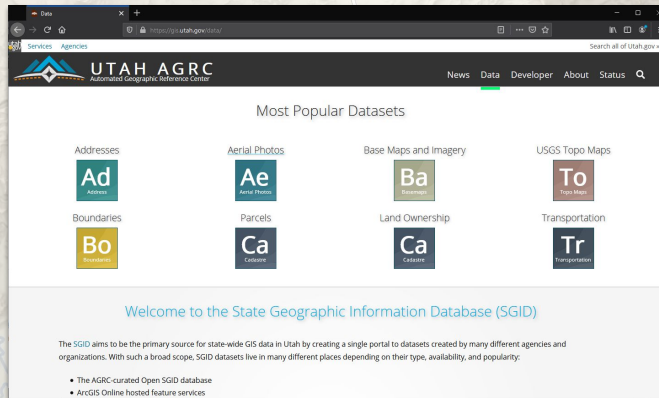 Data
https://gis.utah.gov/data/
Services Agencies
Search all of Utah.gov
UTAH AGRC
Automated Geographic Reference Center
News Data Developer About Status
Most Popular Datasets
Addresses Aerial Photos Base Maps and Imagery USGS Topo Maps
Ad Ae Ba To
Address Aerial Photos Basemaps Topo Maps
Boundaries Parcels Land Ownership Transportation
Bo Ca Ca Tr
Boundaries Cadastre Cadastre Transportation
Welcome to the State Geographic Information Database (SGID)
The SGID aims to be the primary source for state-wide GIS data in Utah by creating a single portal to datasets created by many different agencies and
organizations. With such a broad scope, SGID datasets live in many different places depending on their type, availability, and popularity:
• The AGRC-curated Open SGID database
• ArcGIS Online hosted feature services